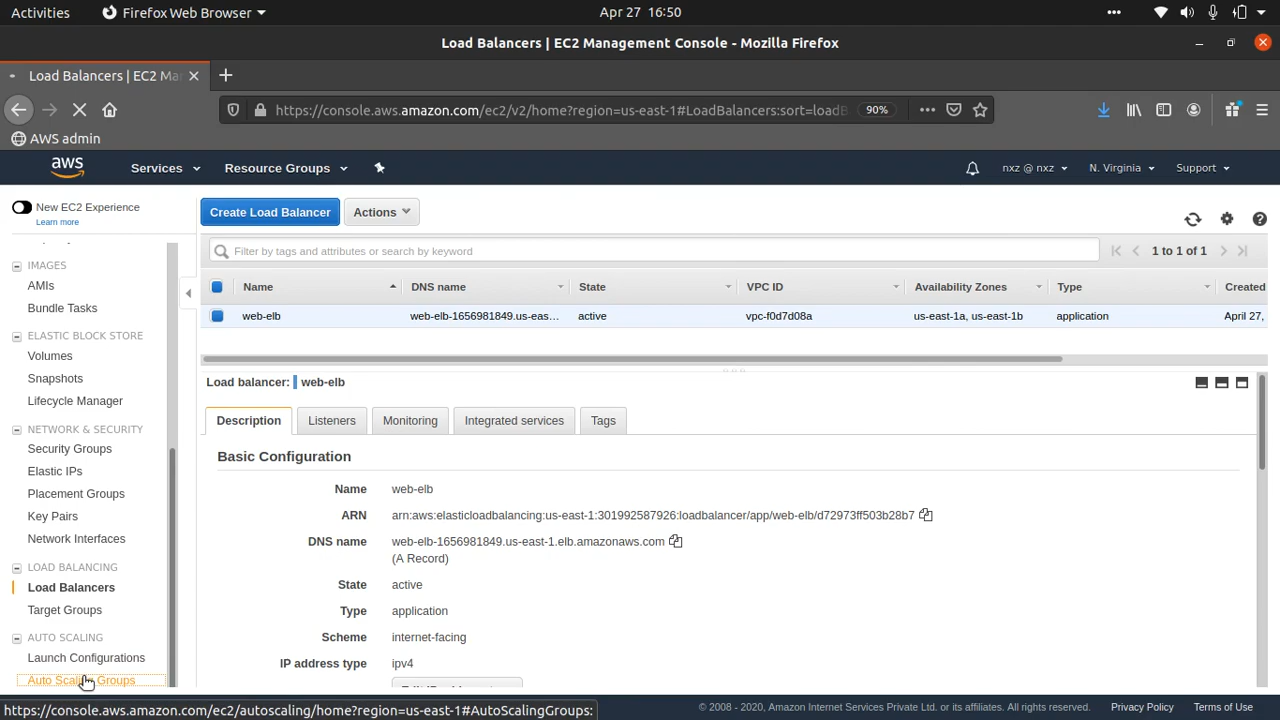 Activities
Firefox Web Browser
Apr 27 16:50
Load Balancers | EC2 Management Console - Mozilla Firefox
Load Balancers | EC2 Ma
https://console.aws.amazon.com/ec2/v2/home?region=us-east-1#LoadBalancers:sort=loadB
90%
AWS admin
aws
Services
Resource Groups
nxz @ nxz
N. Virginia
Support
New EC2 Experience
Learn more
IMAGES
AMIs
Bundle Tasks
ELASTIC BLOCK STORE
Volumes
Snapshots
Lifecycle Manager
NETWORK & SECURITY
Security Groups
Elastic IPs
Placement Groups
Key Pairs
Network Interfaces
LOAD BALANCING
Load Balancers
Target Groups
AUTO SCALING
Launch Configurations
Auto Scaling Groups
Create Load Balancer
Actions
Filter by tags and attributes or search by keyword
1 to 1 of 1
Name DNS name State VPC ID Availability Zones Type Created
web-elb web-elb-1656981849.us-eas... active vpc-f0d7d08a us-east-1a, us-east-1b application April 27,
Load balancer: web-elb
Description Listeners Monitoring Integrated services Tags
Basic Configuration
Name web-elb
ARN arn:aws:elasticloadbalancing:us-east-1:301992587926:loadbalancer/app/web-elb/d72973ff503b28b7
DNS name web-elb-1656981849.us-east-1.elb.amazonaws.com
(A Record)
State active
Type application
Scheme internet-facing
IP address type ipv4
https://console.aws.amazon.com/ec2/autoscaling/home?region=us-east-1#AutoScalingGroups:
© 2008 - 2020, Amazon Internet Services Private Ltd. or its affiliates. All rights reserved.
Privacy Policy
Terms of Use